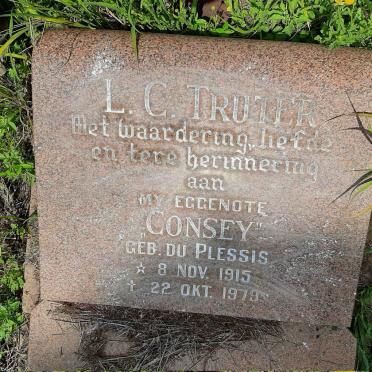 L. C. TRUTER
Met waardering, liefde
en tere herinnering
aan
MY EGGENOTE
"CONSEY"
GEB. DU PLESSIS
* 8 NOV. 1915
† 22 OKT. 1979